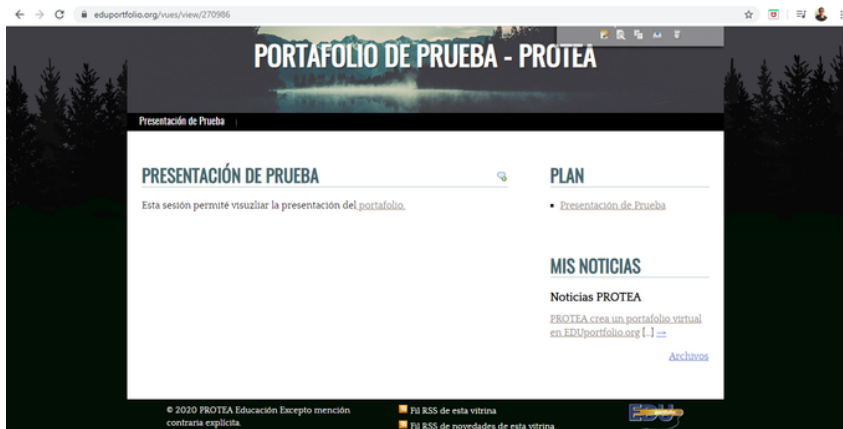 eduportfolio.org/vues/view/270986
PORTAFOLIO DE PRUEBA - PROTEA
Presentación de Prueba
PRESENTACIÓN DE PRUEBA
Esta sesión permité visuzliar la presentación del portafolio.
PLAN
Presentación de Prueba
MIS NOTICIAS
Noticias PROTEA
PROTEA crea un portafolio virtual
en EDUportfolio.org [...] →
Archivos
© 2020 PROTEA Educación Excepto mención
contraria explícita.
Fil RSS de esta vitrina
Fil RSS de novedades de esta vitrina
EDU
portfolio